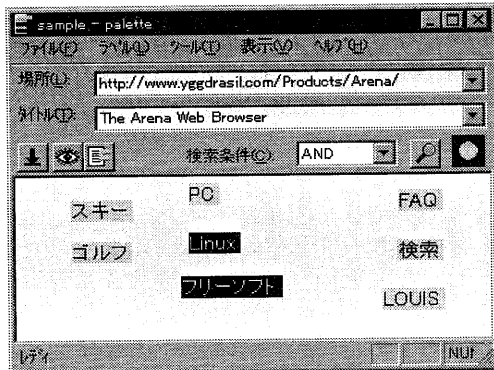 sample - palette
ファイル(F) ラベル(L) ツール(T) 表示(V) ヘルプ(H)
場所(L): http://www.yggdrasil.com/Products/Arena/
タイトル(T): The Arena Web Browser
検索条件(C): AND
PC FAQ
スキー
Linux
ゴルフ 検索
フリーソフト
LOUIS
レディ NUM